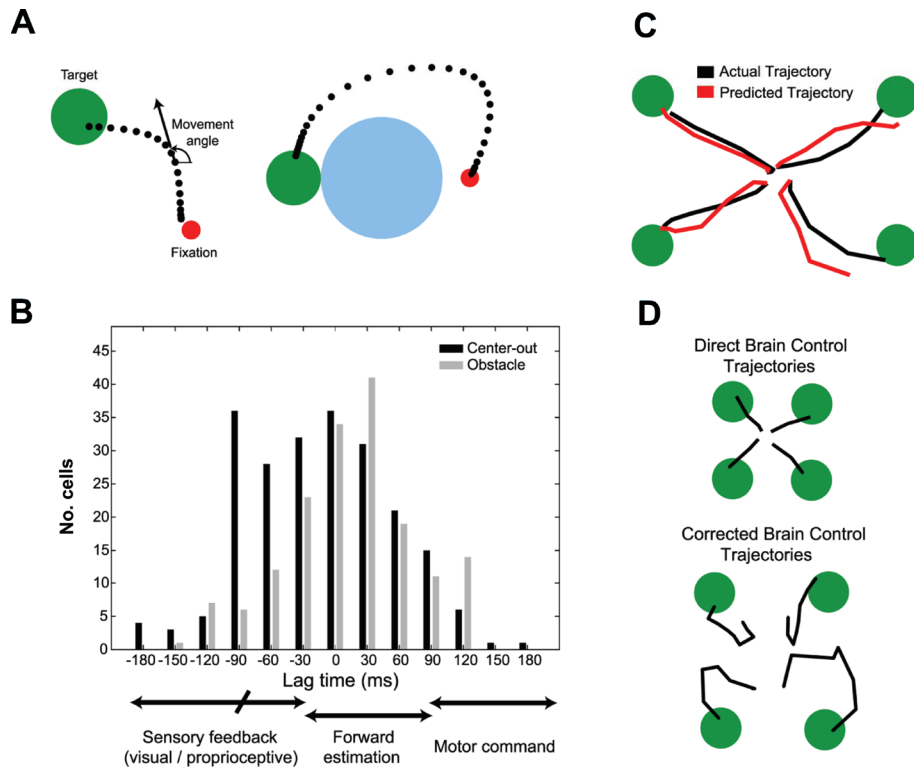 A
Target
Movement
angle
Fixation
C
Actual Trajectory
Predicted Trajectory
B
No. cells
45
40
35
30
25
20
15
10
5
0
Center-out
Obstacle
-180 -150 -120 -90 -60 -30 0 30 60 90 120 150 180
Lag time (ms)
Sensory feedback
(visual / proprioceptive)
Forward
estimation
Motor command
D
Direct Brain Control
Trajectories
Corrected Brain Control
Trajectories